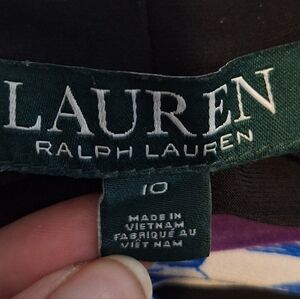 LAUREN
RALPH LAUREN
10
MADE IN
VIETNAM
FABRIQUÉ AU
VIÊT NAM